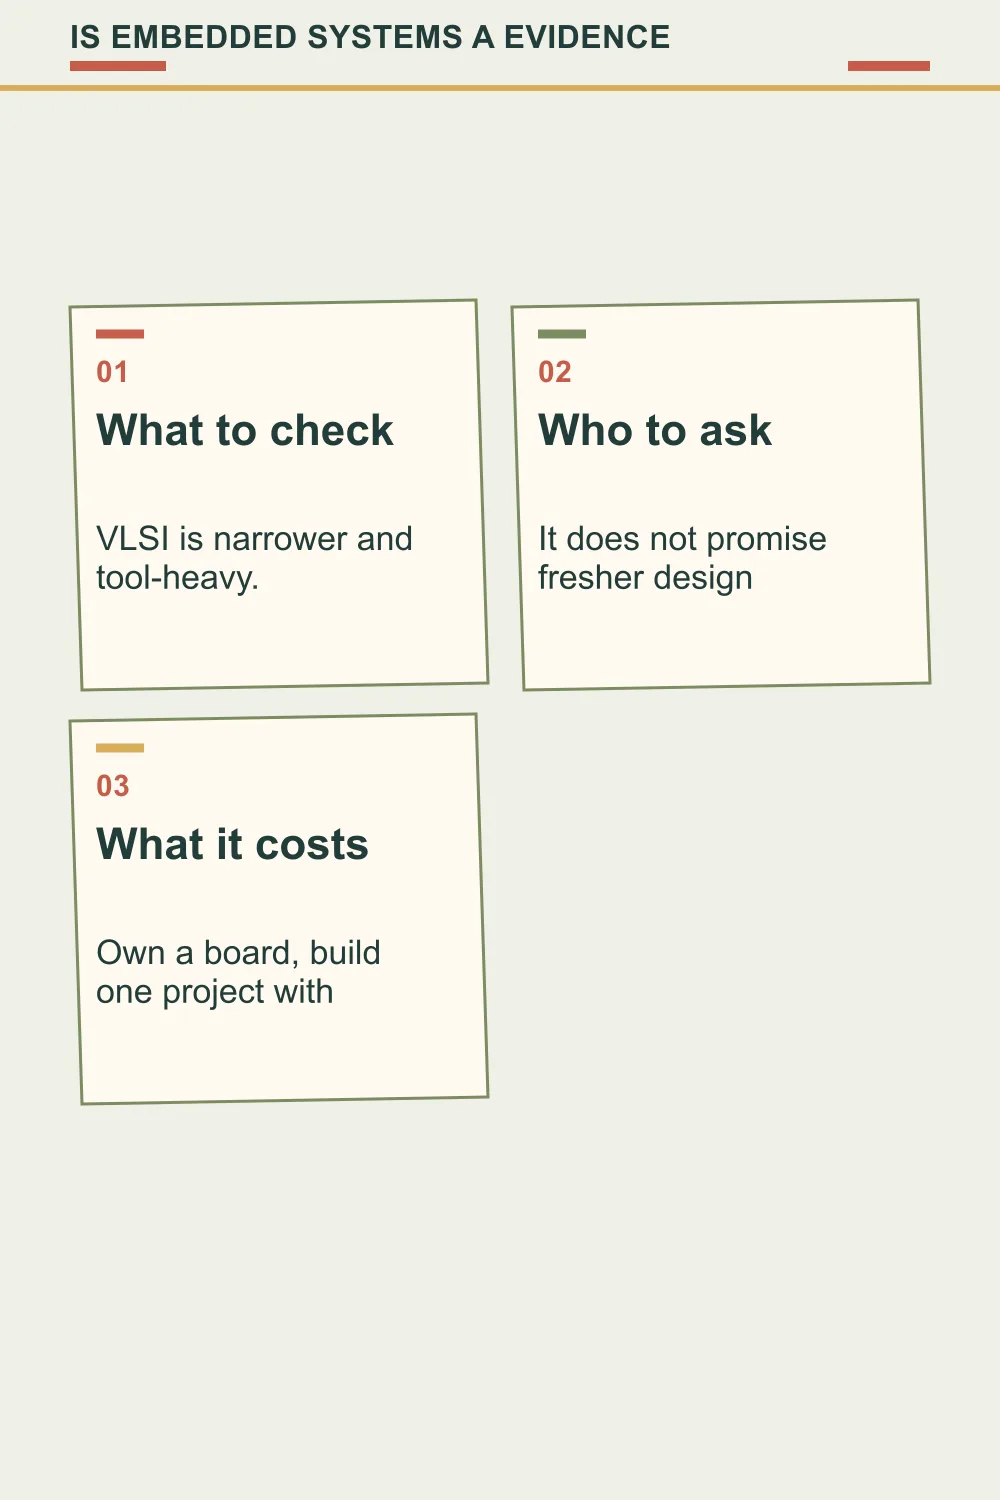 IS EMBEDDED SYSTEMS A EVIDENCE
01
What to check
VLSI is narrower and
tool-heavy.
02
Who to ask
It does not promise
fresher design
03
What it costs
Own a board, build
one project with